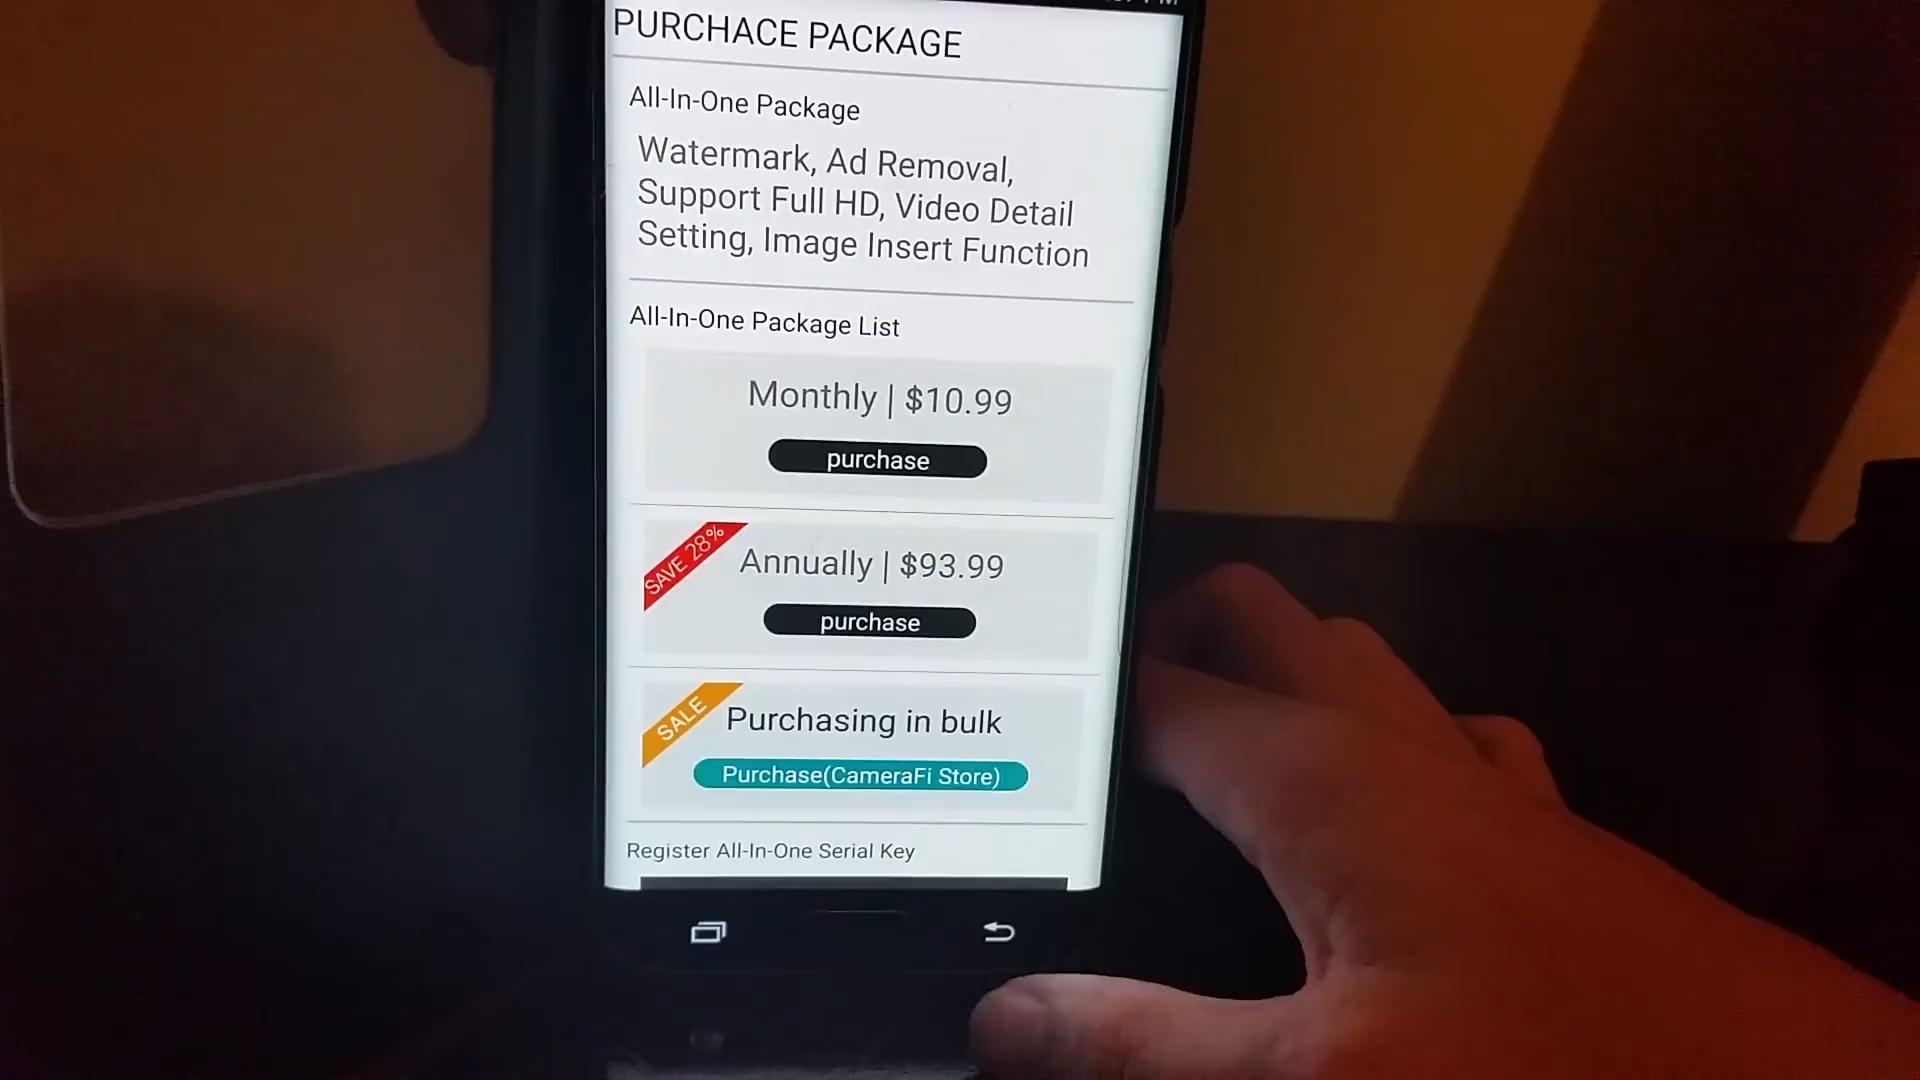 PURCHACE PACKAGE
All-In-One Package
Watermark, Ad Removal,
Support Full HD, Video Detail
Setting, Image Insert Function
All-In-One Package List
Monthly | $10.99
purchase
SAVE 28%
Annually | $93.99
purchase
SALE
Purchasing in bulk
Purchase(CameraFi Store)
Register All-In-One Serial Key